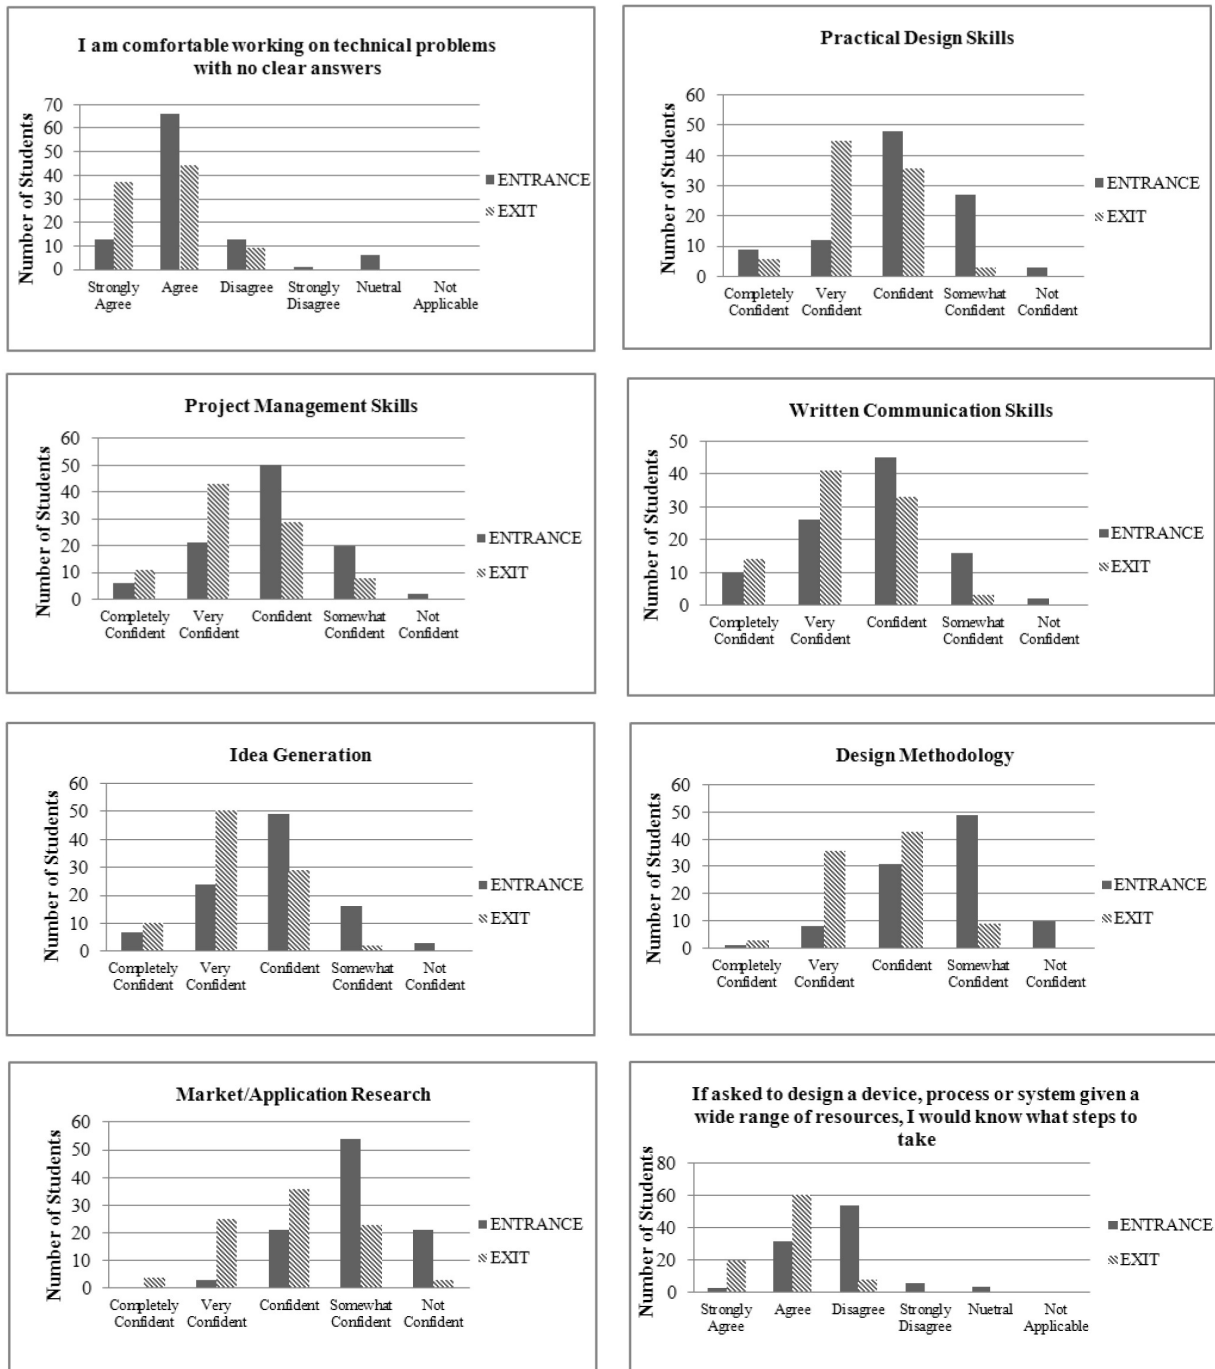 I am comfortable working on technical problems
with no clear answers
Number of Students
70
60
50
40
30
20
10
0
Strongly Agree
Agree
Disagree
Strongly Disagree
Nuetral
Not Applicable
ENTRANCE
EXIT
Practical Design Skills
Number of Students
60
50
40
30
20
10
0
Completely Confident
Very Confident
Confident
Somewhat Confident
Not Confident
ENTRANCE
EXIT
Project Management Skills
Number of Students
60
50
40
30
20
10
0
Completely Confident
Very Confident
Confident
Somewhat Confident
Not Confident
ENTRANCE
EXIT
Written Communication Skills
Number of Students
50
40
30
20
10
0
Completely Confident
Very Confident
Confident
Somewhat Confident
Not Confident
ENTRANCE
EXIT
Idea Generation
Number of Students
60
50
40
30
20
10
0
Completely Confident
Very Confident
Confident
Somewhat Confident
Not Confident
ENTRANCE
EXIT
Design Methodology
Number of Students
60
50
40
30
20
10
0
Completely Confident
Very Confident
Confident
Somewhat Confident
Not Confident
ENTRANCE
EXIT
Market/Application Research
Number of Students
60
50
40
30
20
10
0
Completely Confident
Very Confident
Confident
Somewhat Confident
Not Confident
ENTRANCE
EXIT
If asked to design a device, process or system given a
wide range of resources, I would know what steps to
take
Number of Students
80
60
40
20
0
Strongly Agree
Agree
Disagree
Strongly Disagree
Nuetral
Not Applicable
ENTRANCE
EXIT